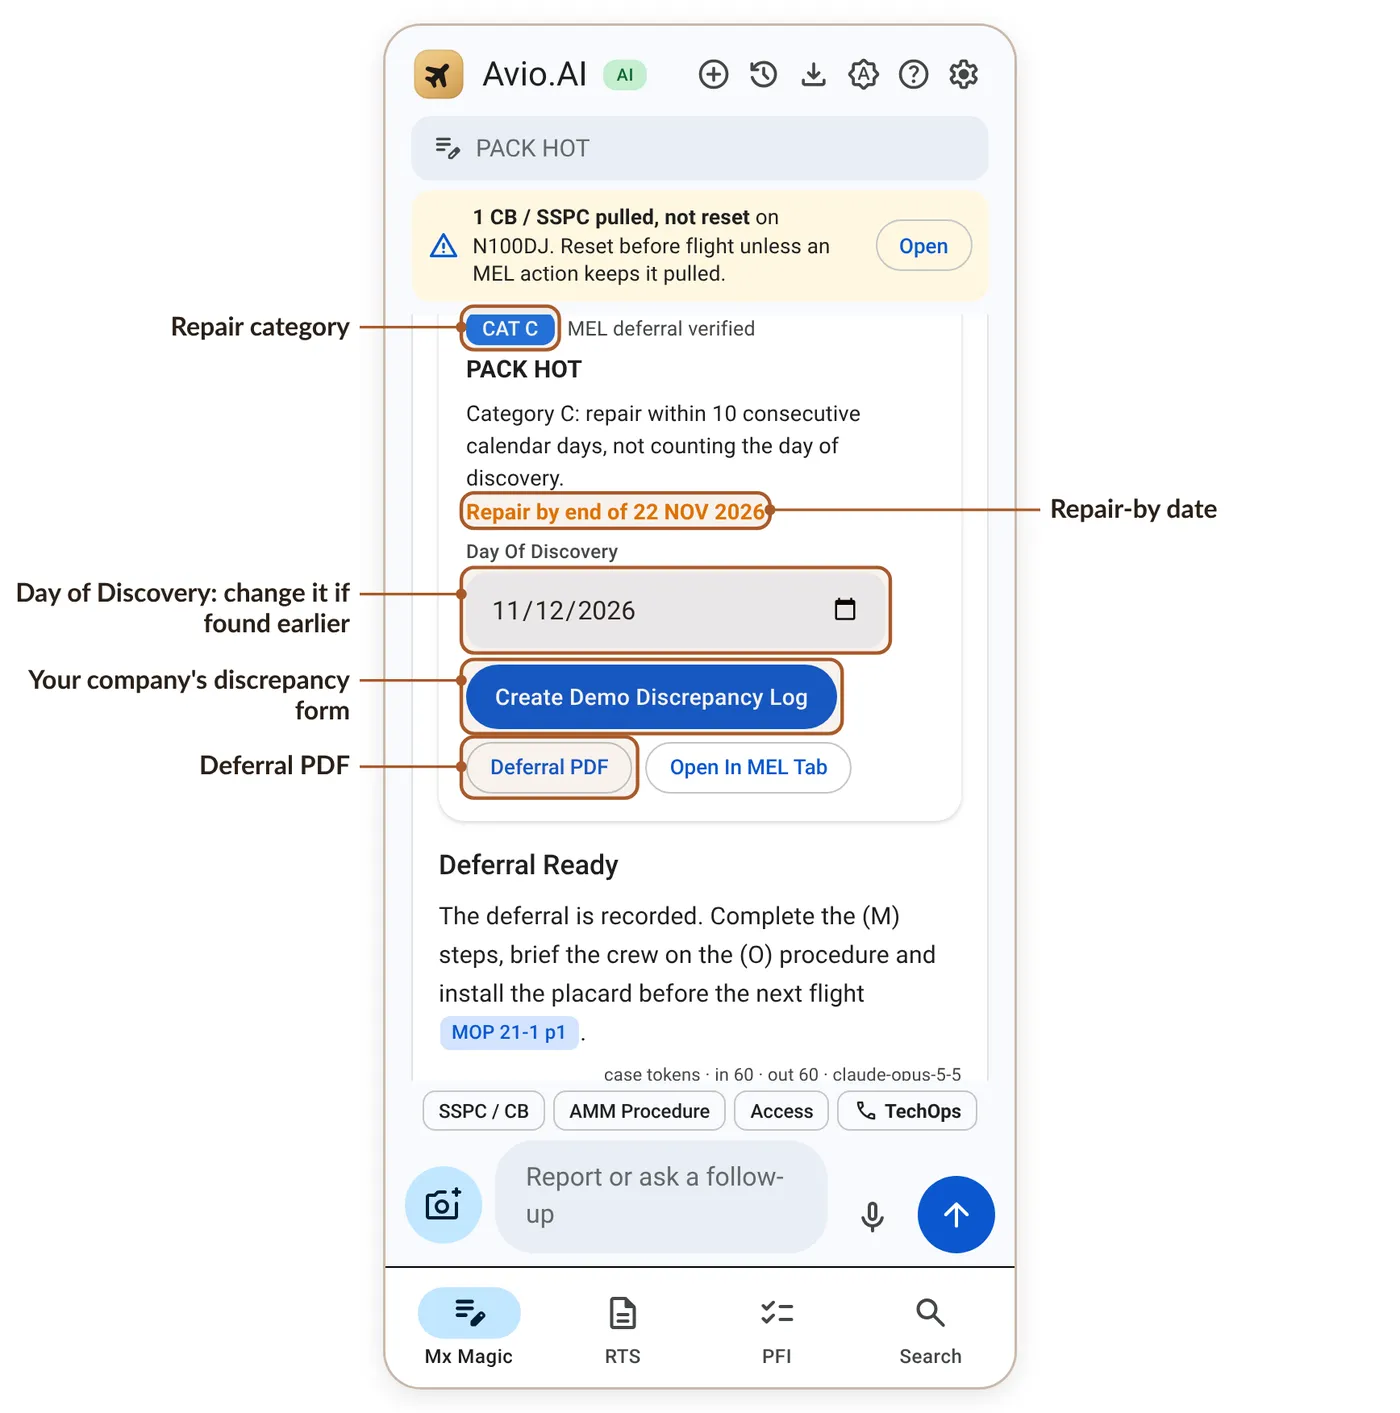 Avio.AI AI
PACK HOT
1 CB / SSPC pulled, not reset on
N100DJ. Reset before flight unless an
MEL action keeps it pulled.
Open
Repair category
CAT C MEL deferral verified
PACK HOT
Category C: repair within 10 consecutive
calendar days, not counting the day of
discovery.
Repair by end of 22 NOV 2026
Repair-by date
Day Of Discovery
Day of Discovery: change it if
found earlier
11/12/2026
Your company's discrepancy
form
Create Demo Discrepancy Log
Deferral PDF
Deferral PDF Open In MEL Tab
Deferral Ready
The deferral is recorded. Complete the (M)
steps, brief the crew on the (O) procedure and
install the placard before the next flight
MOP 21-1 p1 .
case tokens · in 60 · out 60 · claude-opus-5-5
SSPC / CB AMM Procedure Access TechOps
Report or ask a follow-
up
Mx Magic RTS PFI Search